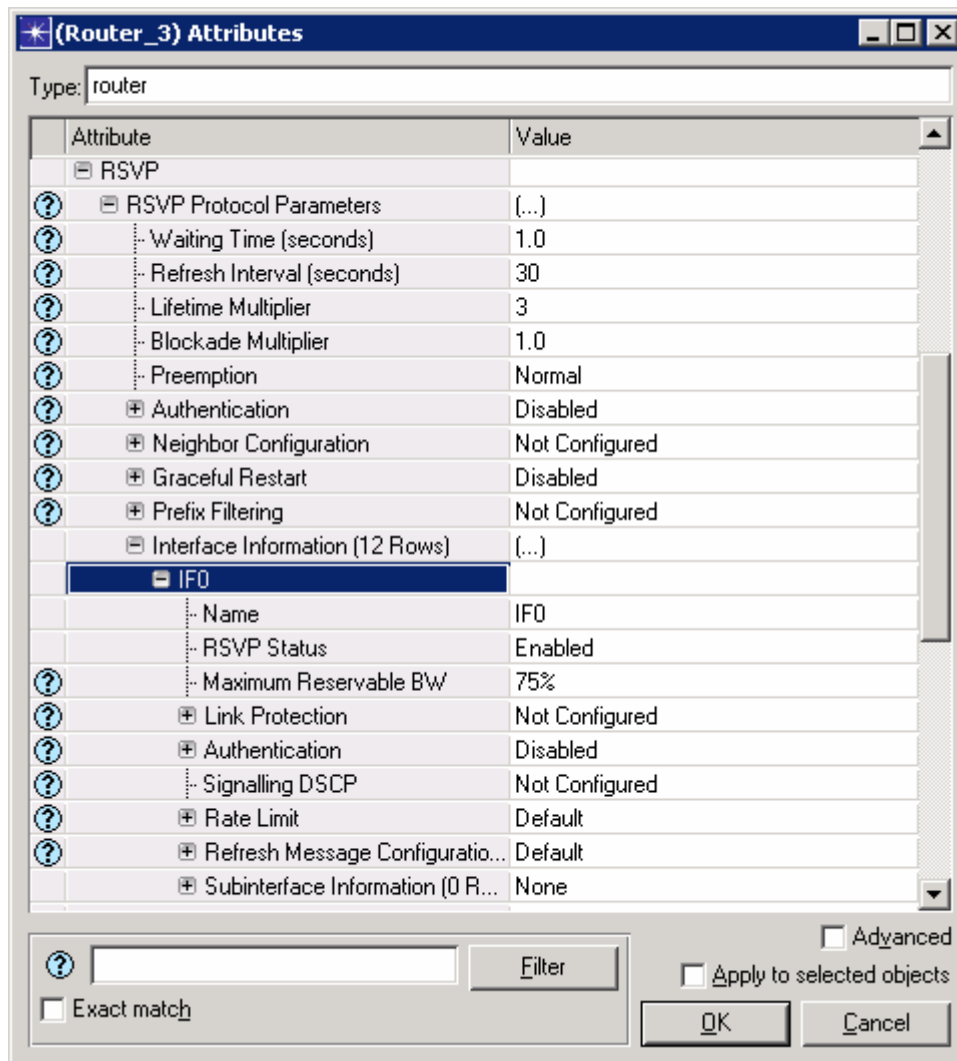 (Router_3) Attributes
Type: router
Attribute Value
RSVP
RSVP Protocol Parameters (...)
Waiting Time (seconds) 1.0
Refresh Interval (seconds) 30
Lifetime Multiplier 3
Blockade Multiplier 1.0
Preemption Normal
Authentication Disabled
Neighbor Configuration Not Configured
Graceful Restart Disabled
Prefix Filtering Not Configured
Interface Information (12 Rows) (...)
IF0
Name IF0
RSVP Status Enabled
Maximum Reservable BW 75%
Link Protection Not Configured
Authentication Disabled
Signalling DSCP Not Configured
Rate Limit Default
Refresh Message Configuratio... Default
Subinterface Information (0 R... None
Advanced
Filter
Apply to selected objects
Exact match
OK Cancel